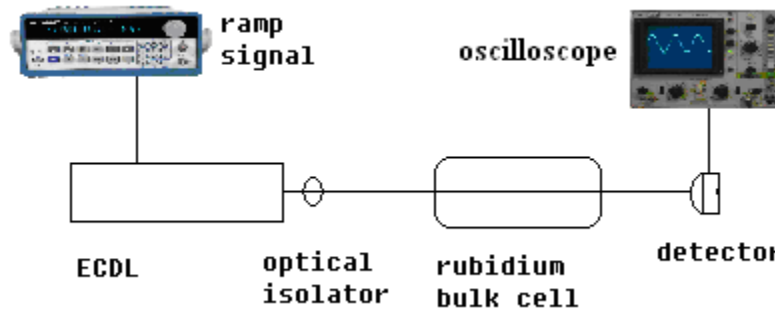 ramp
signal
oscilloscope
ECDL
optical
isolator
rubidium
bulk cell
detector